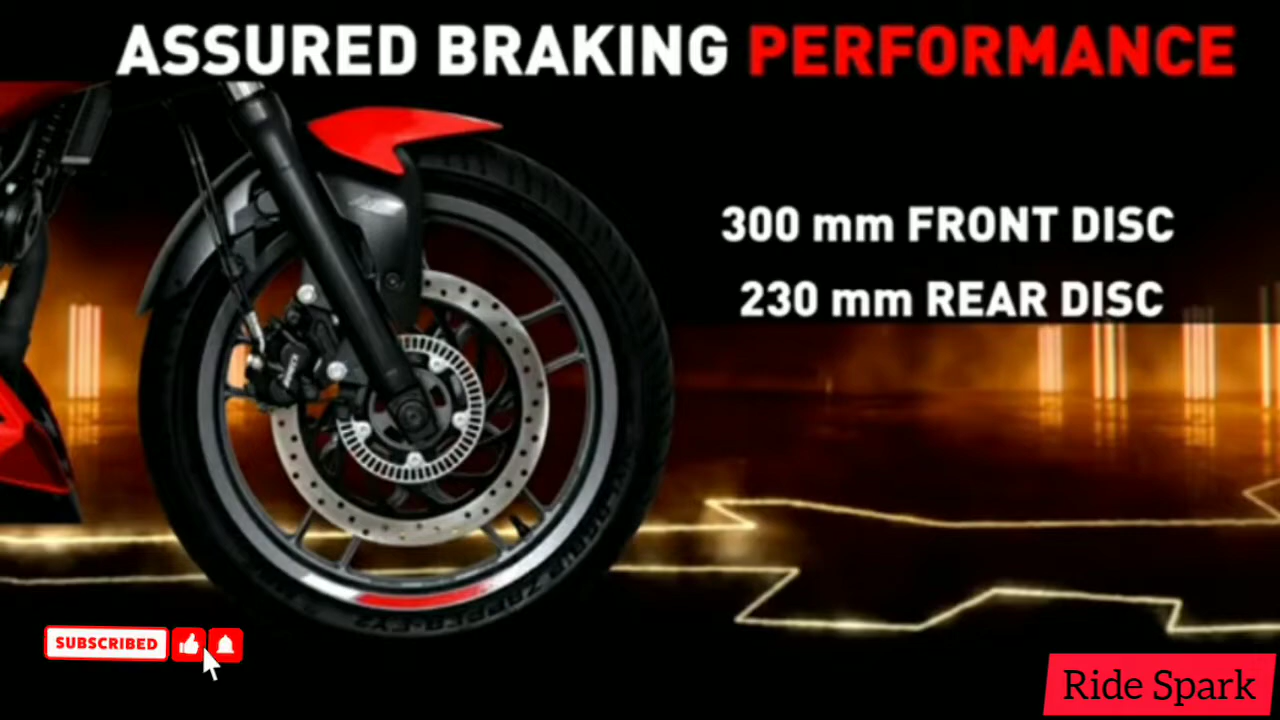 ASSURED BRAKING PERFORMANCE
300 mm FRONT DISC
230 mm REAR DISC
SUBSCRIBED
Ride Spark